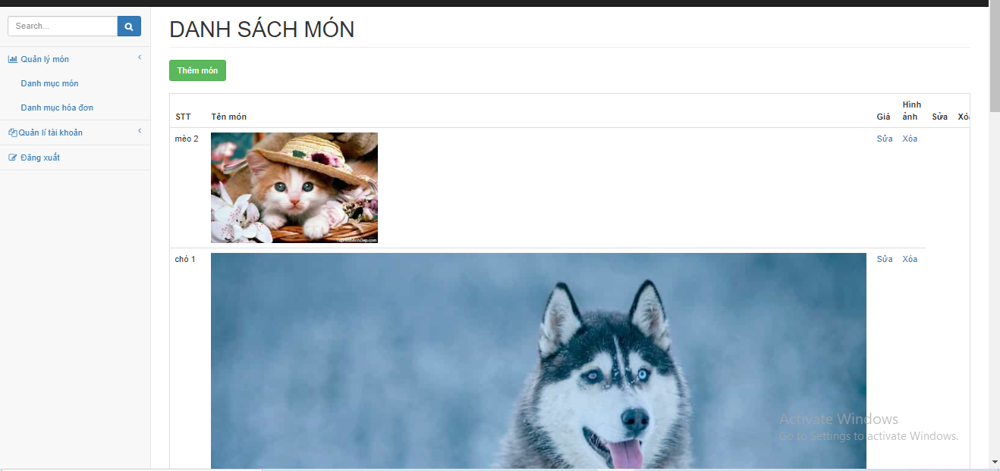 Search...
Quản lý món
Danh mục món
Danh mục hóa đơn
Quản lí tài khoản
Đăng xuất
DANH SÁCH MÓN
Thêm món
STT Tên món Giá Hình ảnh Sửa Xóa
mèo 2 Sửa Xóa
chó 1 Sửa Xóa
Activate Windows
Go to Settings to activate Windows.